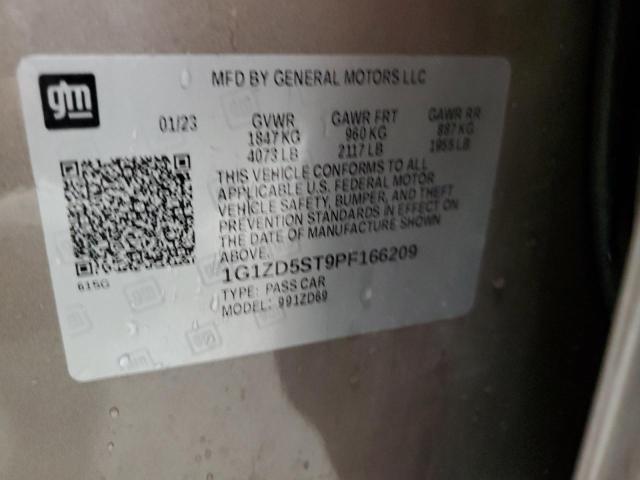 gm
MFD BY GENERAL MOTORS LLC
01/23 GVWR GAWR FRT GAWR RR
1847 KG 960 KG 887 KG
4073 LB 2117 LB 1955 LB
THIS VEHICLE CONFORMS TO ALL
APPLICABLE U.S. FEDERAL MOTOR
VEHICLE SAFETY, BUMPER, AND THEFT
PREVENTION STANDARDS IN EFFECT ON
THE DATE OF MANUFACTURE SHOWN
ABOVE.
1G1ZD5ST9PF166209
TYPE: PASS CAR
MODEL: 991ZD69
615G